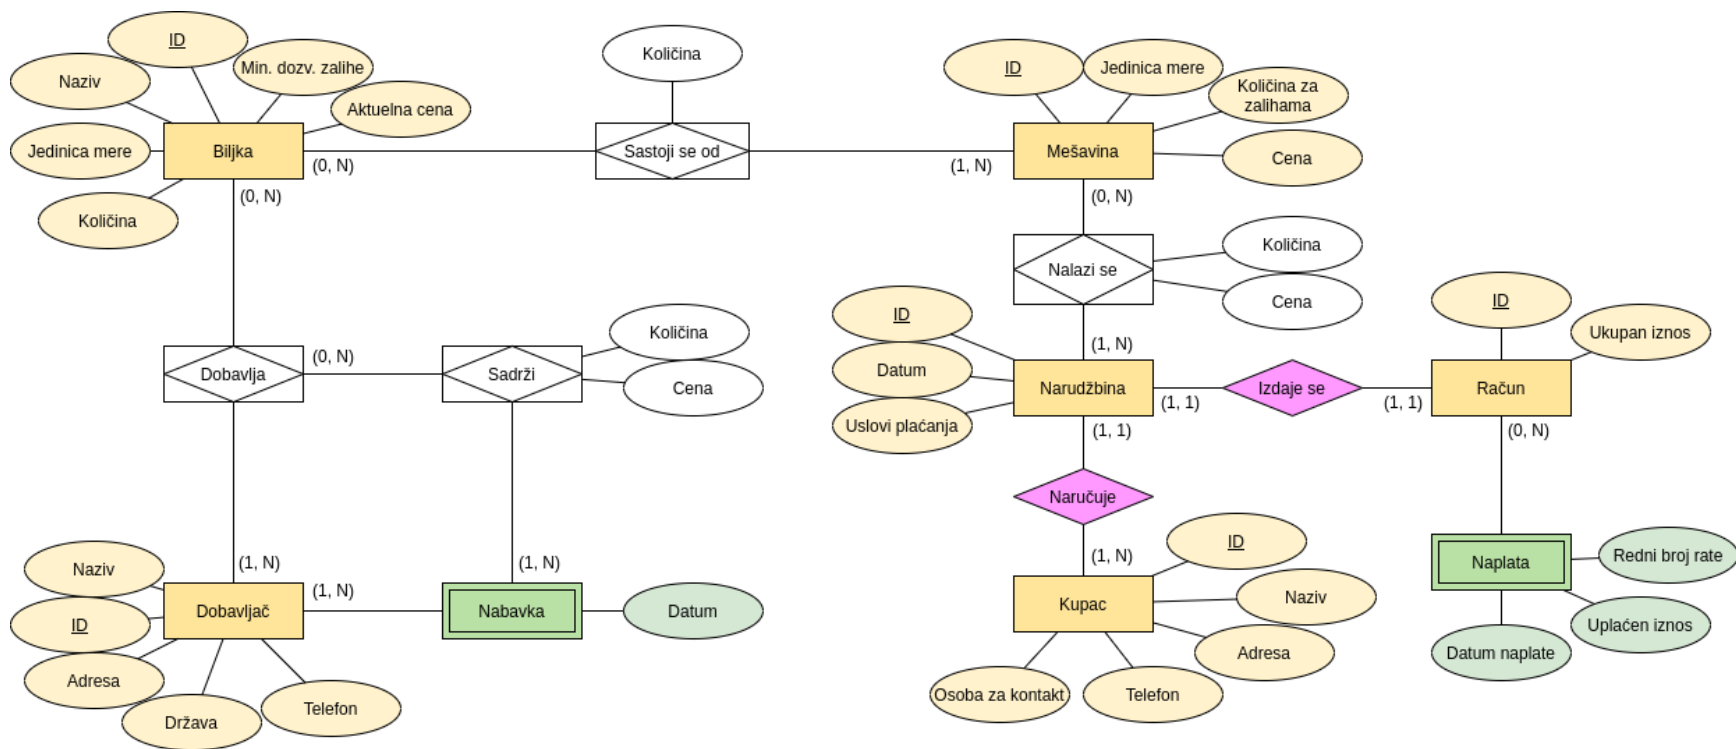 ID
Naziv
Min. dozv. zalihe
Aktuelna cena
Jedinica mere
Biljka
Količina
(0, N)
(0, N)
Količina
Sastoji se od
(1, N)
ID
Jedinica mere
Količina za
zalihama
Mešavina
Cena
(0, N)
Nalazi se
Količina
Cena
(1, N)
Dobavlja
(0, N)
Sadrži
Količina
Cena
ID
Datum
Uslovi plaćanja
Narudžbina
(1, 1)
(1, 1)
Izdaje se
(1, 1)
ID
Ukupan iznos
Račun
(0, N)
Naručuje
(1, N)
Kupac
ID
Naziv
Adresa
Telefon
Osoba za kontakt
Naplata
Redni broj rate
Uplaćen iznos
Datum naplate
(1, N)
Naziv
ID
Adresa
Država
Telefon
Dobavljač
(1, N)
(1, N)
Nabavka
Datum